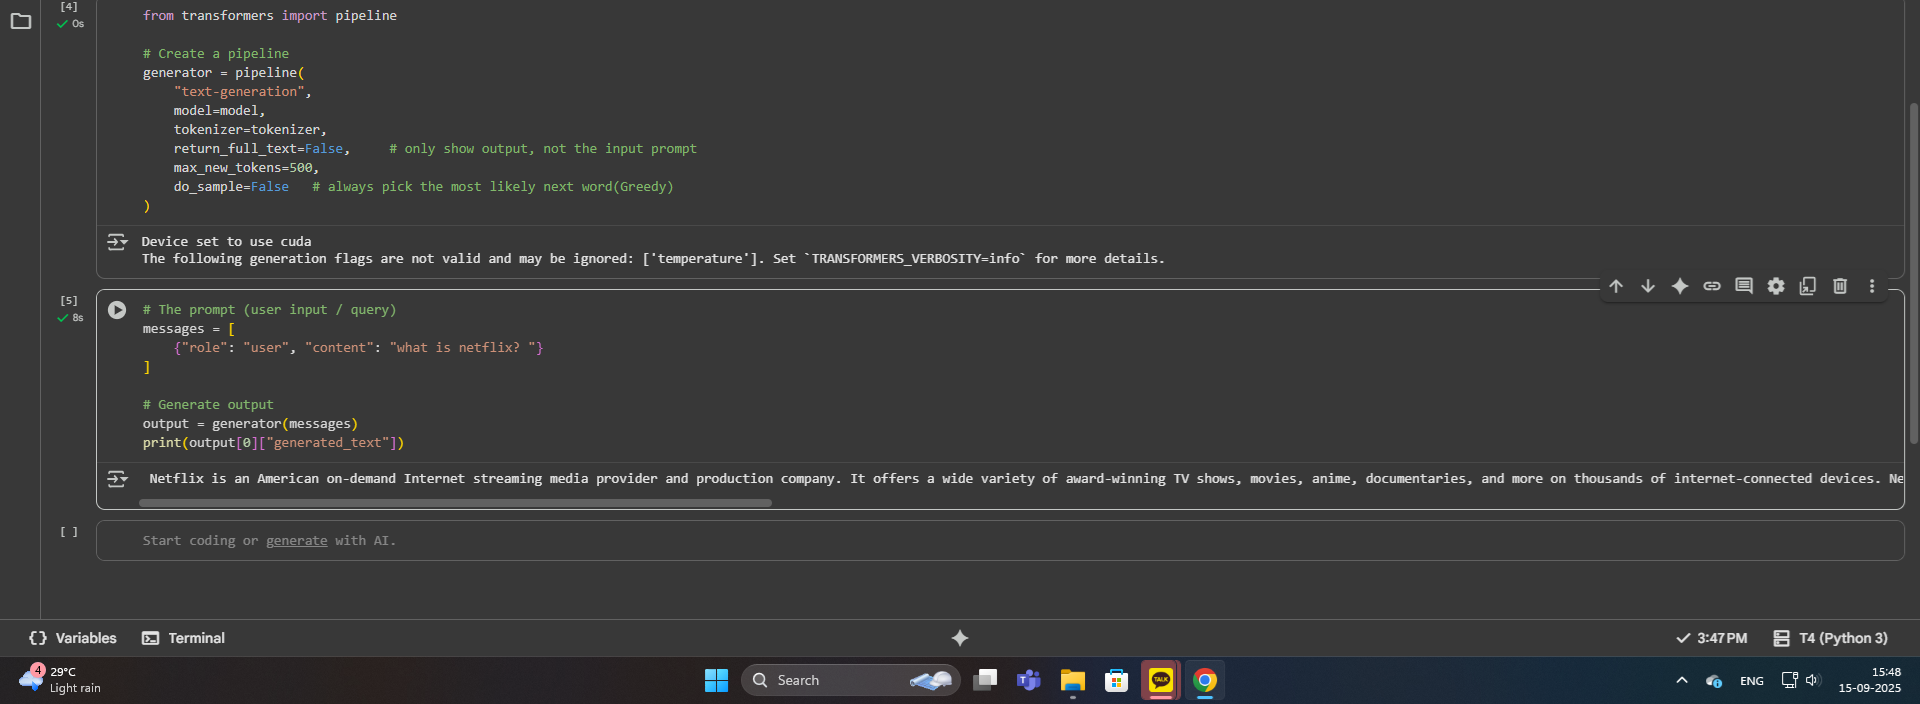 [4]
0s
from transformers import pipeline
# Create a pipeline
generator = pipeline(
"text-generation",
model=model,
tokenizer=tokenizer,
return_full_text=False,     # only show output, not the input prompt
max_new_tokens=500,
do_sample=False   # always pick the most likely next word(Greedy)
)
Device set to use cuda
The following generation flags are not valid and may be ignored: ['temperature']. Set `TRANSFORMERS_VERBOSITY=info` for more details.
[5]
8s
# The prompt (user input / query)
messages = [
{"role": "user", "content": "what is netflix? "}
]
# Generate output
output = generator(messages)
print(output[0]["generated_text"])
Netflix is an American on-demand Internet streaming media provider and production company. It offers a wide variety of award-winning TV shows, movies, anime, documentaries, and more on thousands of internet-connected devices. Ne
[ ]
Start coding or generate with AI.
{} Variables
Terminal
3:47 PM
T4 (Python 3)
4
29°C
Light rain
Search
TALK
ENG
15:48
15-09-2025